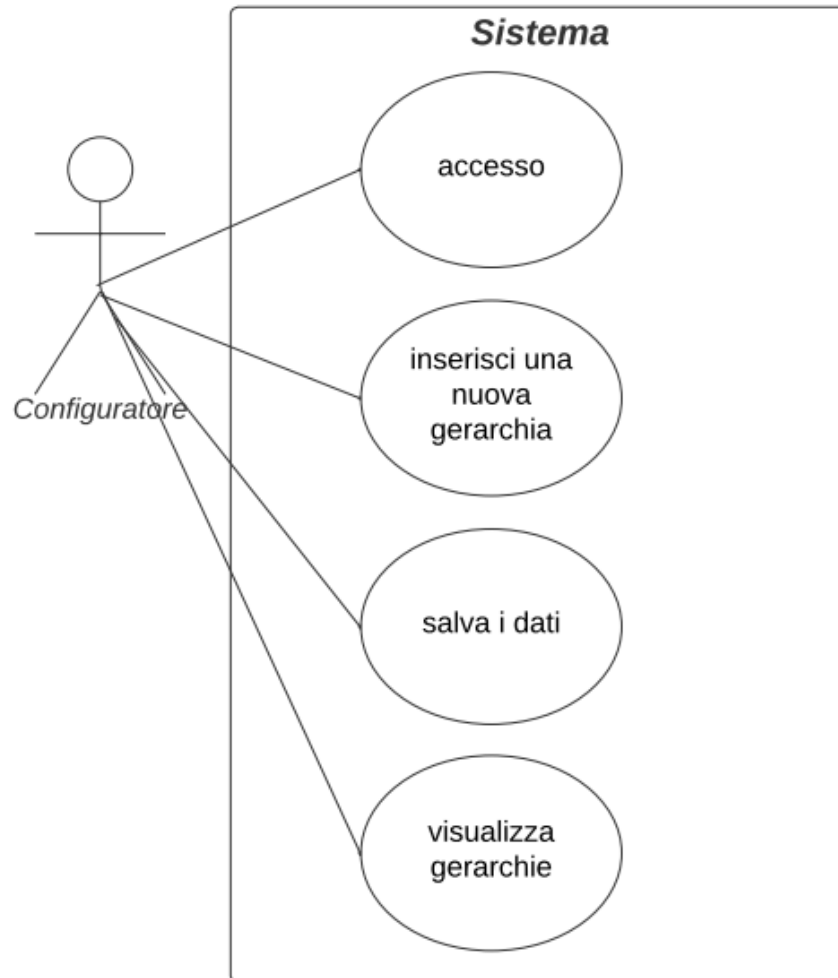 Sistema
accesso
inserisci una
nuova
gerarchia
Configuratore
salva i dati
visualizza
gerarchie